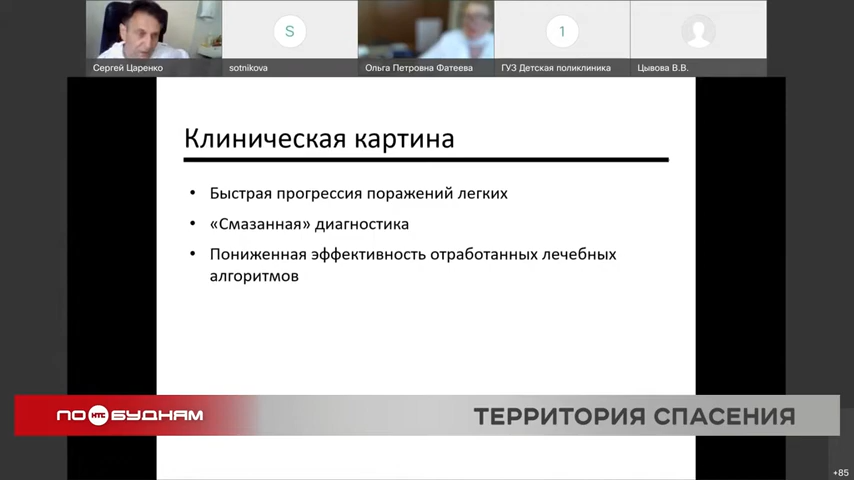 S
1
Сергей Царенко
sotnikova
Ольга Петровна Фатеева
ГУЗ Детская поликлиника
Цывова В.В.
Клиническая картина
• Быстрая прогрессия поражений легких
• «Смазанная» диагностика
• Пониженная эффективность отработанных лечебных
алгоритмов
ПО НТС БУДНЯМ
ТЕРРИТОРИЯ СПАСЕНИЯ
+85